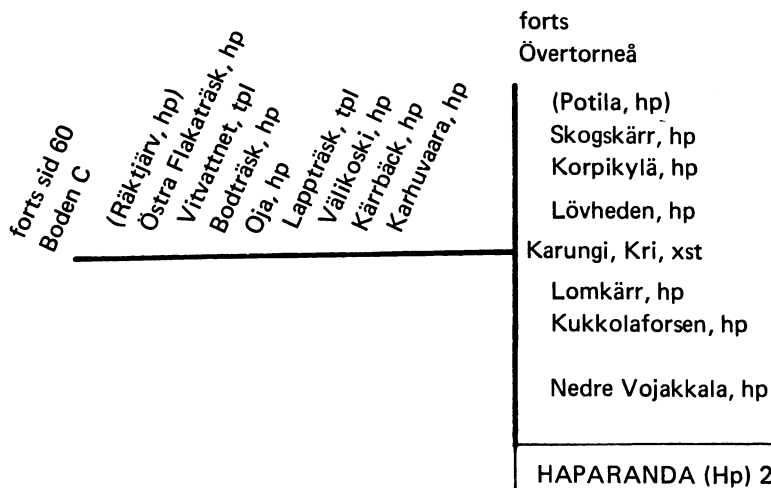 forts sid 60
Boden C
(Räktjärv, hp)
Östra Flakaträsk, hp
Vitvattnet, tpl
Bodträsk, hp
Oja, hp
Lappträsk, tpl
Välikoski, hp
Kärrbäck, hp
Karhuvaara, hp
forts
Övertorneå
(Potila, hp)
Skogskärr, hp
Korpikylä, hp
Lövheden, hp
Karungi, Kri, xst
Lomkärr, hp
Kukkolaforsen, hp
Nedre Vojakkala, hp
HAPARANDA (Hp) 2